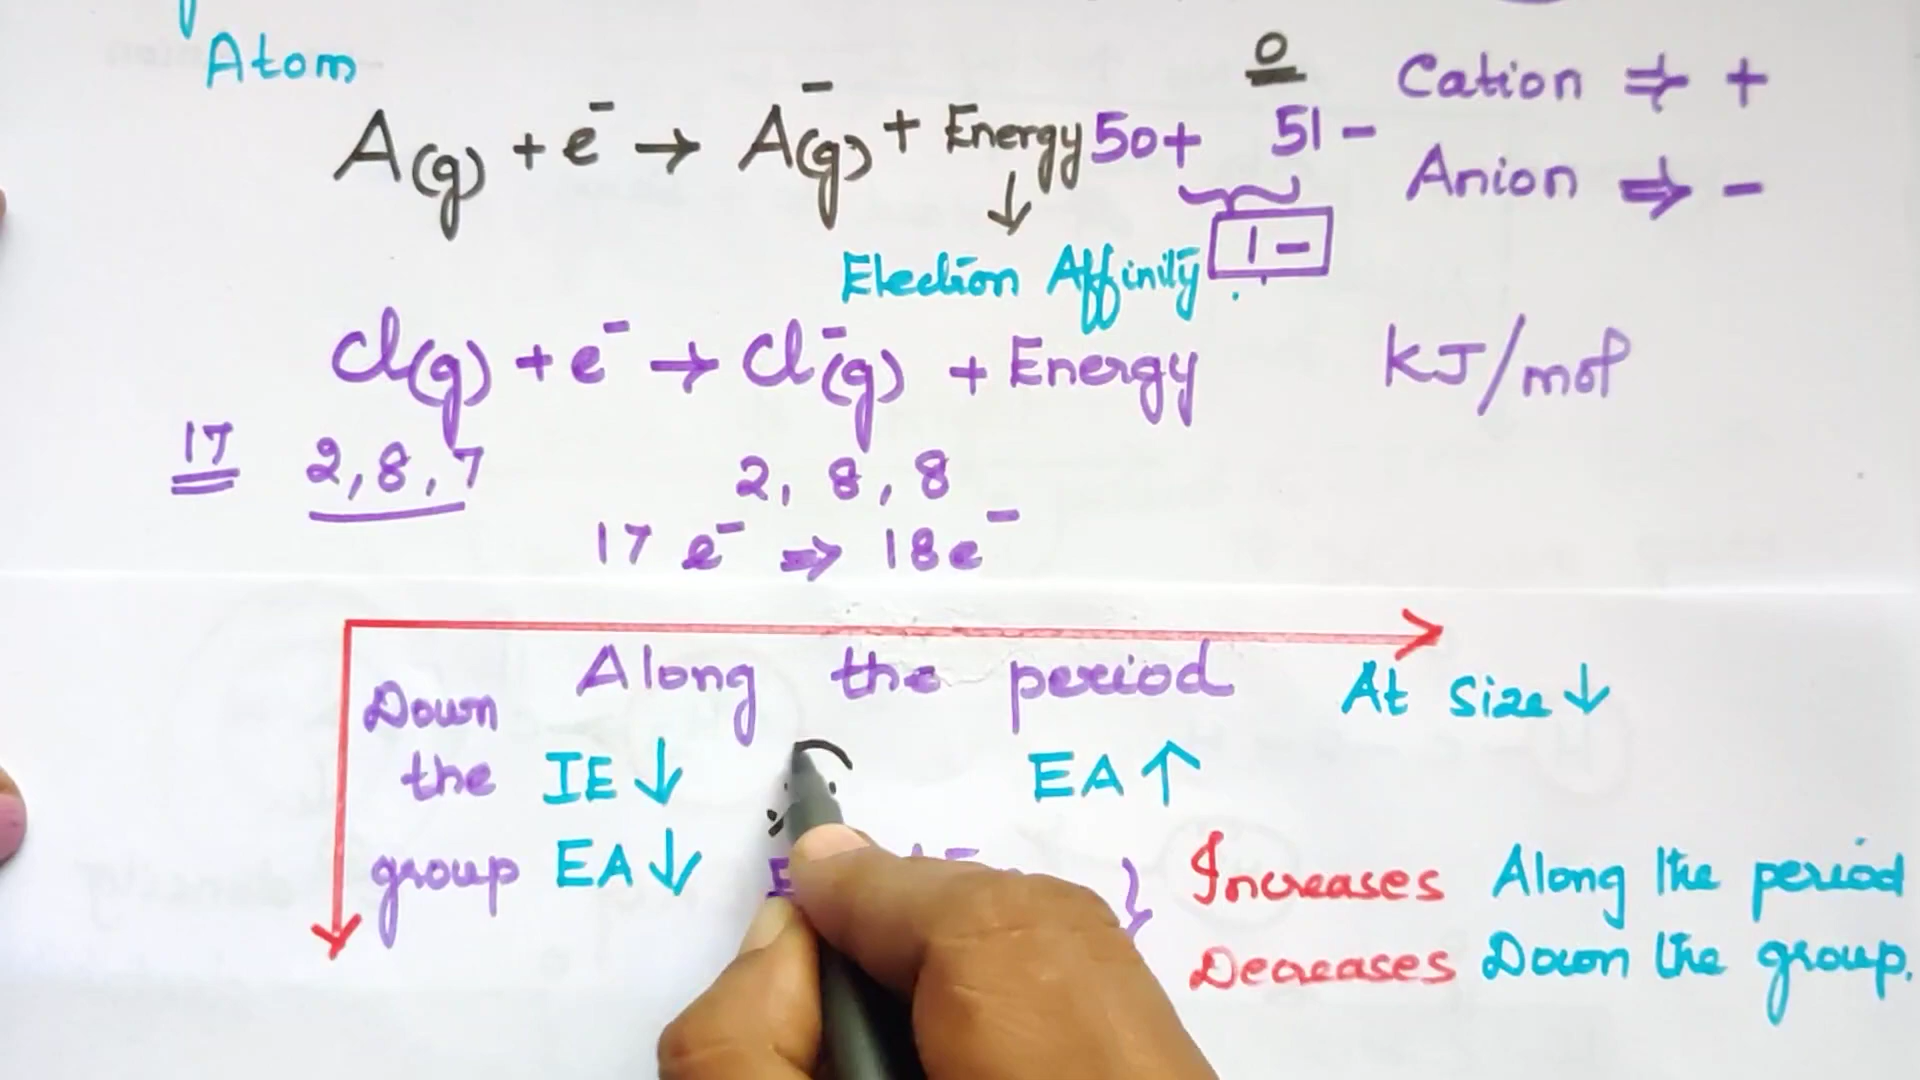 Atom
A(g) + e⁻ → A⁻(g) + Energy 50+ 51-
0
Cation ⇒ +
Anion ⇒ -
↓
1-
Electron Affinity.
Cl(g) + e⁻ → Cl⁻(g) + Energy
KJ/mol
17 2,8,7
2, 8, 8
17 e⁻ ⇒ 18e⁻
Along the period
At Size ↓
Down
the
group
IE ↓
EA ↑
EA ↓
} Increases Along the period
Decreases Down the group.